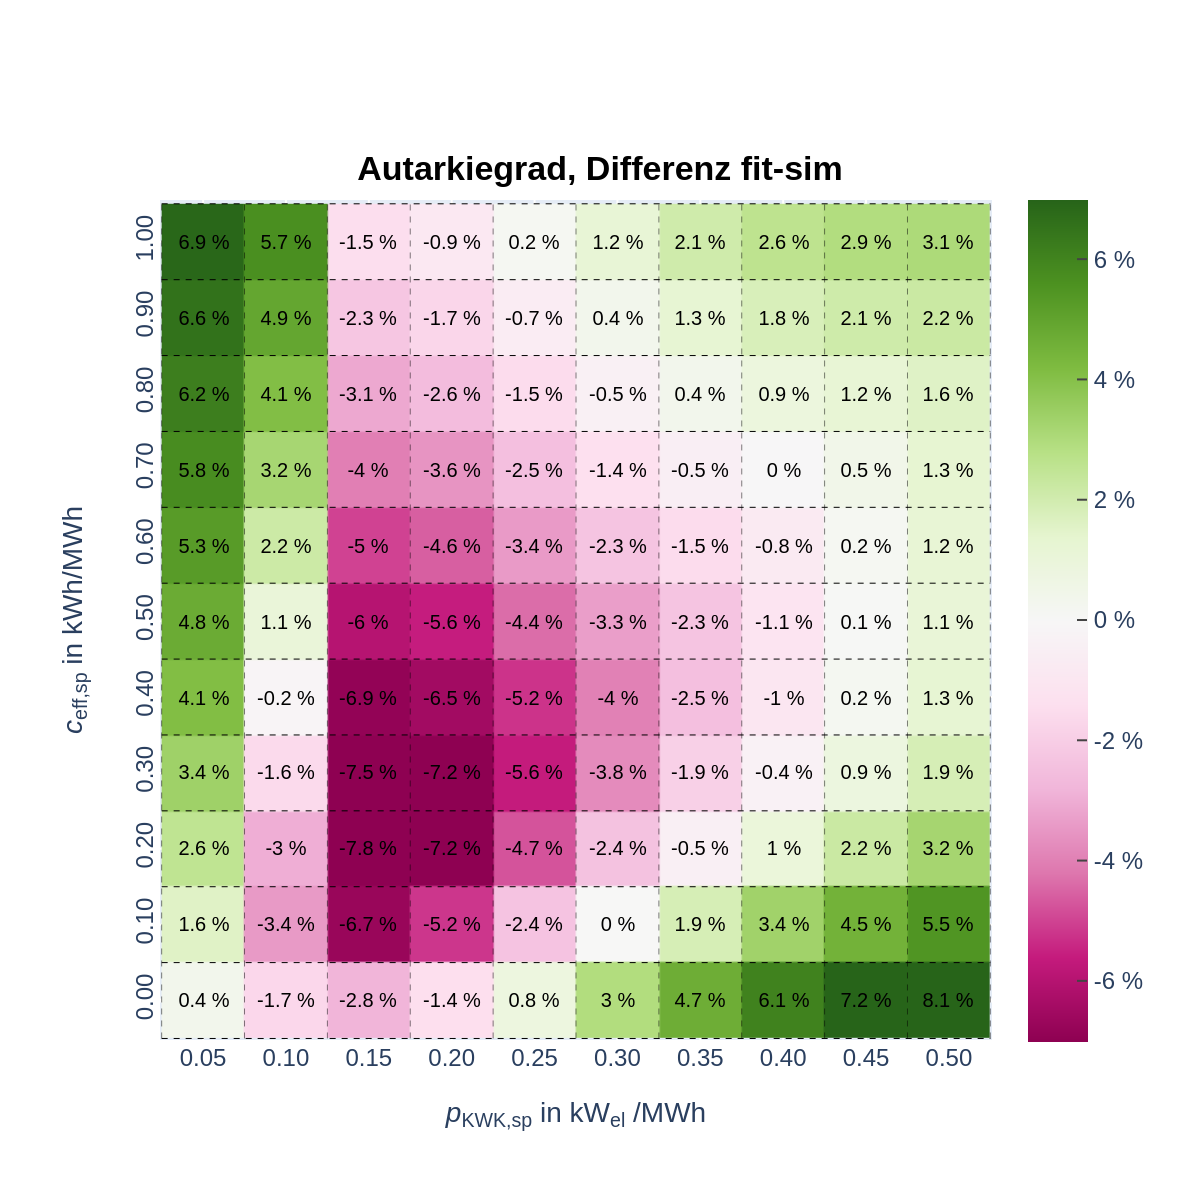 Autarkiegrad, Differenz fit-sim
1.00 6.9 % 5.7 % -1.5 % -0.9 % 0.2 % 1.2 % 2.1 % 2.6 % 2.9 % 3.1 %
0.90 6.6 % 4.9 % -2.3 % -1.7 % -0.7 % 0.4 % 1.3 % 1.8 % 2.1 % 2.2 %
0.80 6.2 % 4.1 % -3.1 % -2.6 % -1.5 % -0.5 % 0.4 % 0.9 % 1.2 % 1.6 %
0.70 5.8 % 3.2 % -4 % -3.6 % -2.5 % -1.4 % -0.5 % 0 % 0.5 % 1.3 %
0.60 5.3 % 2.2 % -5 % -4.6 % -3.4 % -2.3 % -1.5 % -0.8 % 0.2 % 1.2 %
0.50 4.8 % 1.1 % -6 % -5.6 % -4.4 % -3.3 % -2.3 % -1.1 % 0.1 % 1.1 %
0.40 4.1 % -0.2 % -6.9 % -6.5 % -5.2 % -4 % -2.5 % -1 % 0.2 % 1.3 %
0.30 3.4 % -1.6 % -7.5 % -7.2 % -5.6 % -3.8 % -1.9 % -0.4 % 0.9 % 1.9 %
0.20 2.6 % -3 % -7.8 % -7.2 % -4.7 % -2.4 % -0.5 % 1 % 2.2 % 3.2 %
0.10 1.6 % -3.4 % -6.7 % -5.2 % -2.4 % 0 % 1.9 % 3.4 % 4.5 % 5.5 %
0.00 0.4 % -1.7 % -2.8 % -1.4 % 0.8 % 3 % 4.7 % 6.1 % 7.2 % 8.1 %
0.05 0.10 0.15 0.20 0.25 0.30 0.35 0.40 0.45 0.50
p KWK,sp in kW el /MWh
c eff,sp in kWh/MWh
6 %
4 %
2 %
0 %
-2 %
-4 %
-6 %